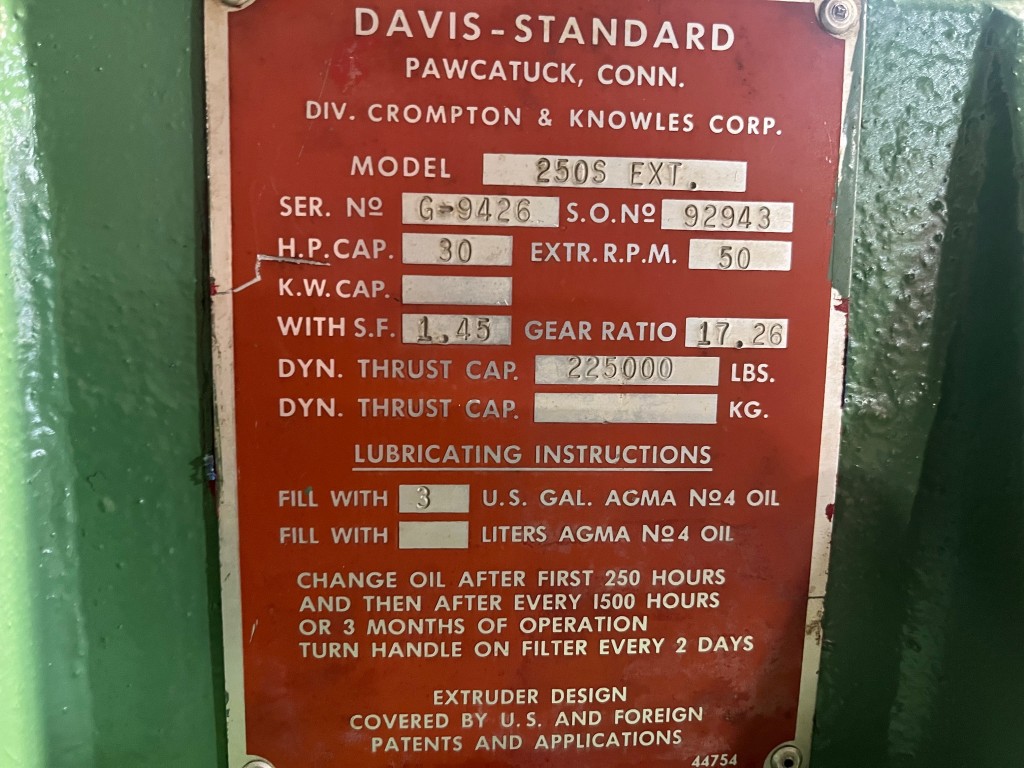 DAVIS-STANDARD
PAWCATUCK, CONN.
DIV. CROMPTON & KNOWLES CORP.
MODEL 250S EXT.
SER. Nº G-9426 S.O. Nº 92943
H.P. CAP. 30 EXTR. R.P.M. 50
K.W. CAP.
WITH S.F. 1.45 GEAR RATIO 17.26
DYN. THRUST CAP. 225000 LBS.
DYN. THRUST CAP. KG.
LUBRICATING INSTRUCTIONS
FILL WITH 3 U.S. GAL. AGMA Nº4 OIL
FILL WITH LITERS AGMA Nº4 OIL
CHANGE OIL AFTER FIRST 250 HOURS
AND THEN AFTER EVERY 1500 HOURS
OR 3 MONTHS OF OPERATION
TURN HANDLE ON FILTER EVERY 2 DAYS
EXTRUDER DESIGN
COVERED BY U.S. AND FOREIGN
PATENTS AND APPLICATIONS
44754